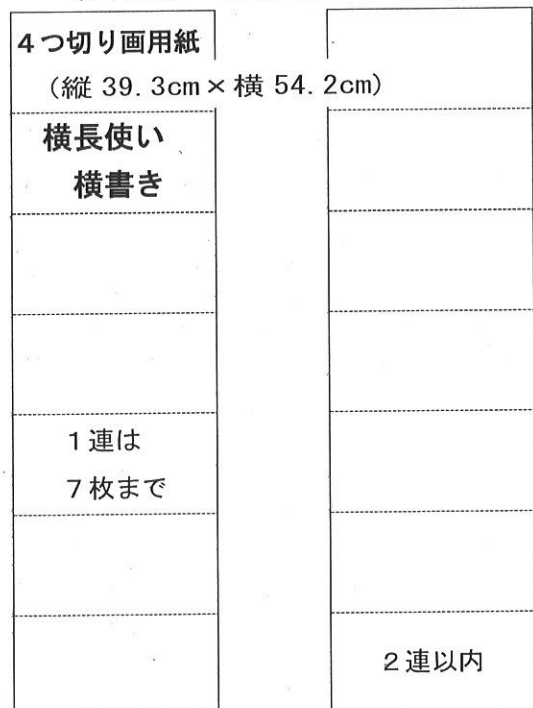 4つ切り画用紙
（縦 39.3cm×横 54.2cm）
横長使い
横書き
1連は
7枚まで
2連以内